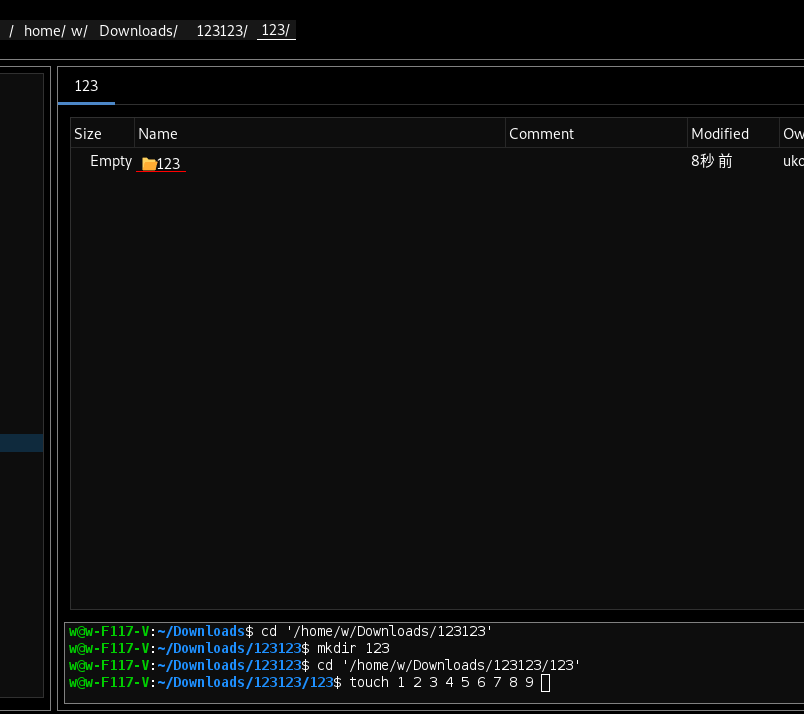 / home/ w/ Downloads/ 123123/ 123/
123
Size Name Comment Modified Ow
Empty 123 8秒 前 uko
w@w-F117-V:~/Downloads$ cd '/home/w/Downloads/123123'
w@w-F117-V:~/Downloads/123123$ mkdir 123
w@w-F117-V:~/Downloads/123123$ cd '/home/w/Downloads/123123/123'
w@w-F117-V:~/Downloads/123123/123$ touch 1 2 3 4 5 6 7 8 9